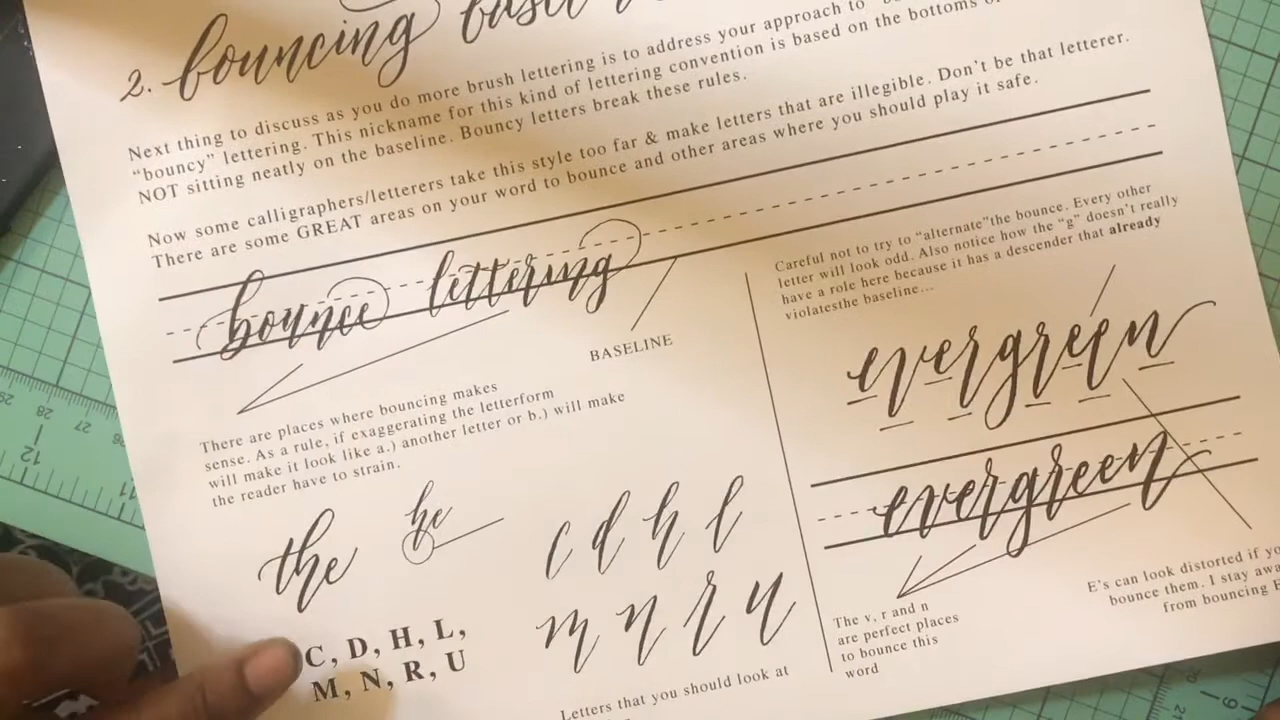 2. bouncing
Next thing to discuss as you do more brush lettering is to address your approach to
“bouncy” lettering. This nickname for this kind of lettering convention is based on the bottoms
NOT sitting neatly on the baseline. Bouncy letters break these rules.
Now some calligraphers/letterers take this style too far & make letters that are illegible. Don’t be that letterer.
There are some GREAT areas on your word to bounce and other areas where you should play it safe.
bounce lettering
BASELINE
There are places where bouncing makes
sense. As a rule, if exaggerating the letterform
will make it look like a.) another letter or b.) will make
the reader have to strain.
the he
c d h l
m n r u
C, D, H, L,
M, N, R, U
Letters that you should look at
Careful not to try to “alternate”the bounce. Every other
letter will look odd. Also notice how the “g” doesn’t really
have a role here because it has a descender that already
violatesthe baseline...
evergreen
evergreen
The v, r and n
are perfect places
to bounce this
word
E’s can look distorted if
bounce them. I stay
from bouncing
29 28 27
12
11